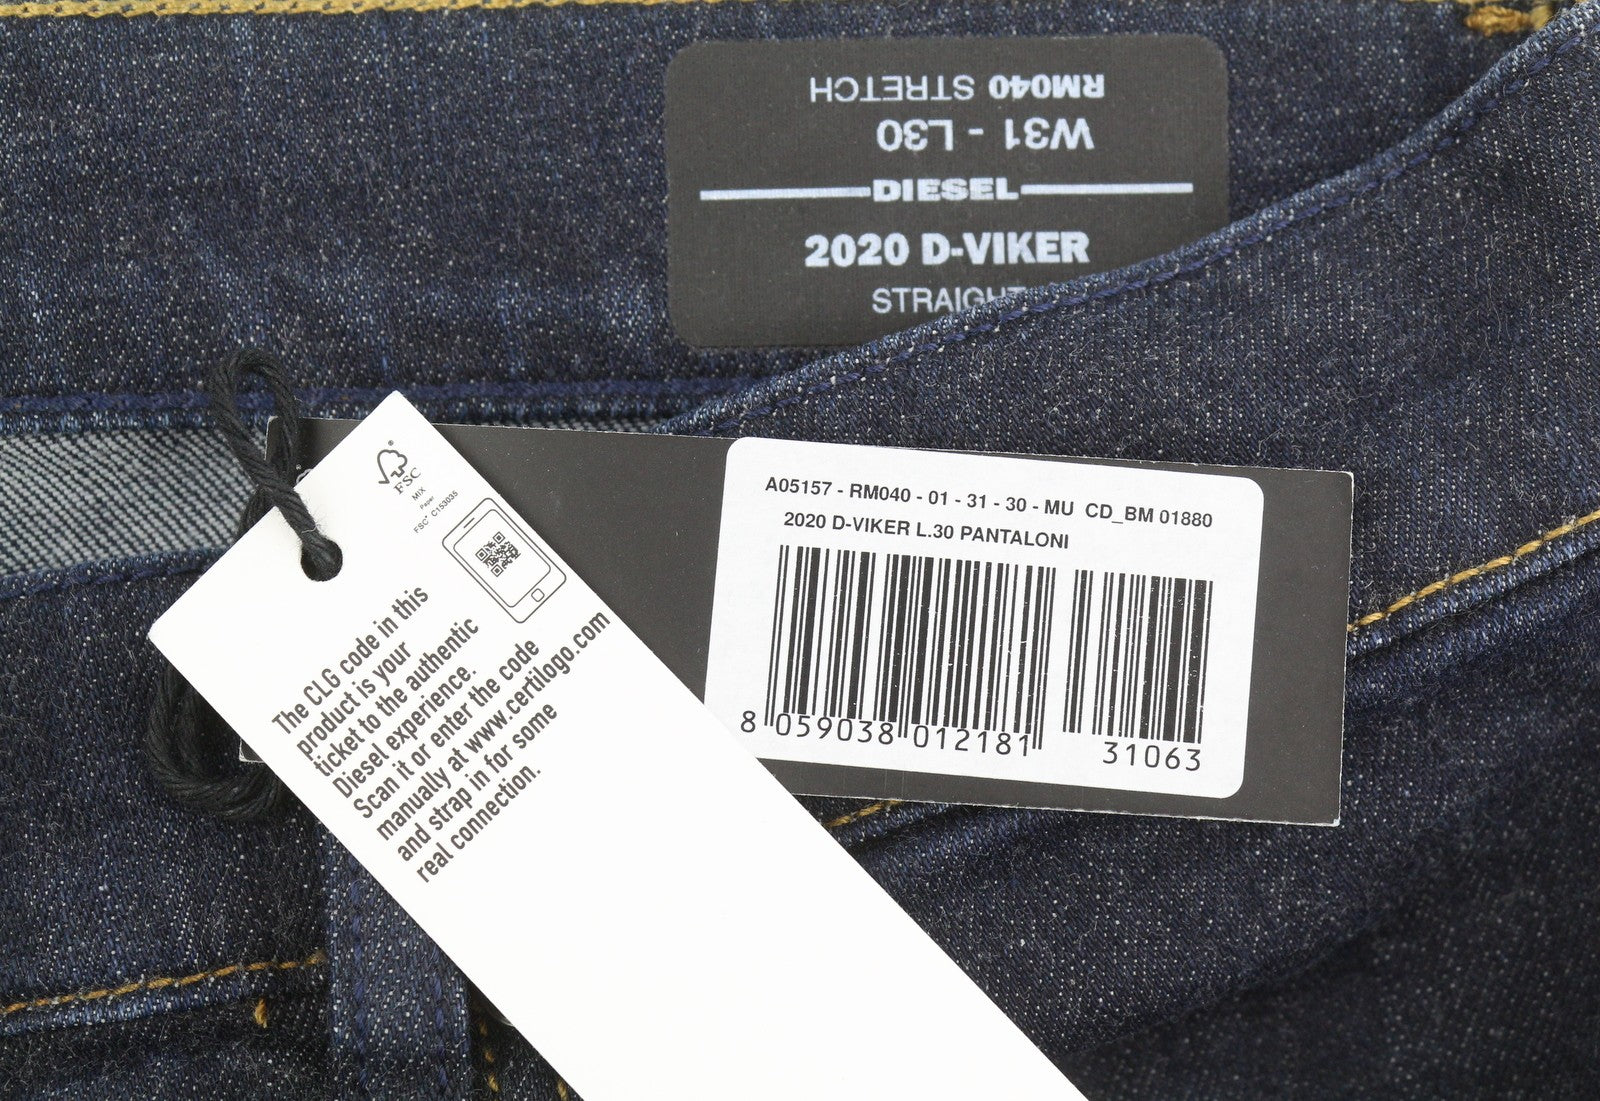 RM040 STRETCH
W31 - L30
DIESEL
2020 D-VIKER
STRAIGHT
A05157 - RM040 - 01 - 31 - 30 - MU CD_BM 01880
2020 D-VIKER L.30 PANTALONI
8 059038 012181
31063
FSC
MIX
Paper
FSC® C153035
The CLG code in this
product is your
ticket to the authentic
Diesel experience.
Scan it or enter the code
manually at www.certilogo.com
and strap in for some
real connection.